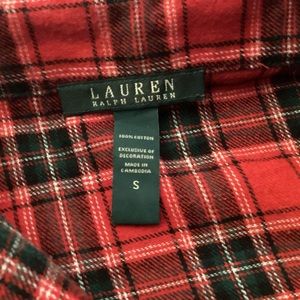 LAUREN
RALPH LAUREN
100% COTTON
EXCLUSIVE OF
DECORATION
MADE IN
CAMBODIA
S